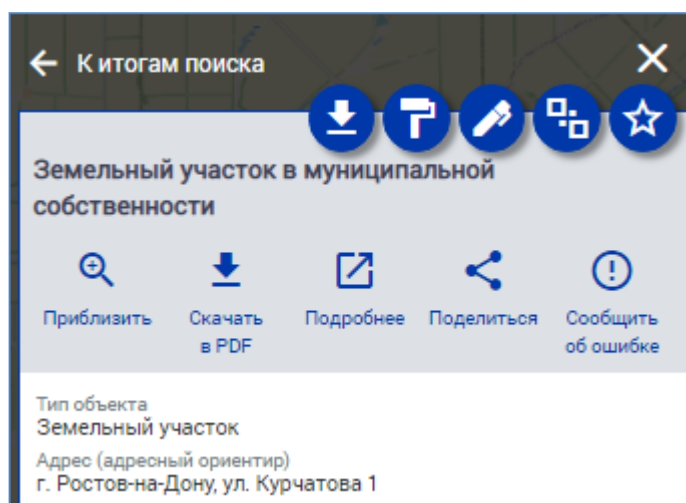 К итогам поиска
Земельный участок в муниципальной
собственности
Приблизить
Скачать
в PDF
Подробнее
Поделиться
Сообщить
об ошибке
Тип объекта
Земельный участок
Адрес (адресный ориентир)
г. Ростов-на-Дону, ул. Курчатова 1